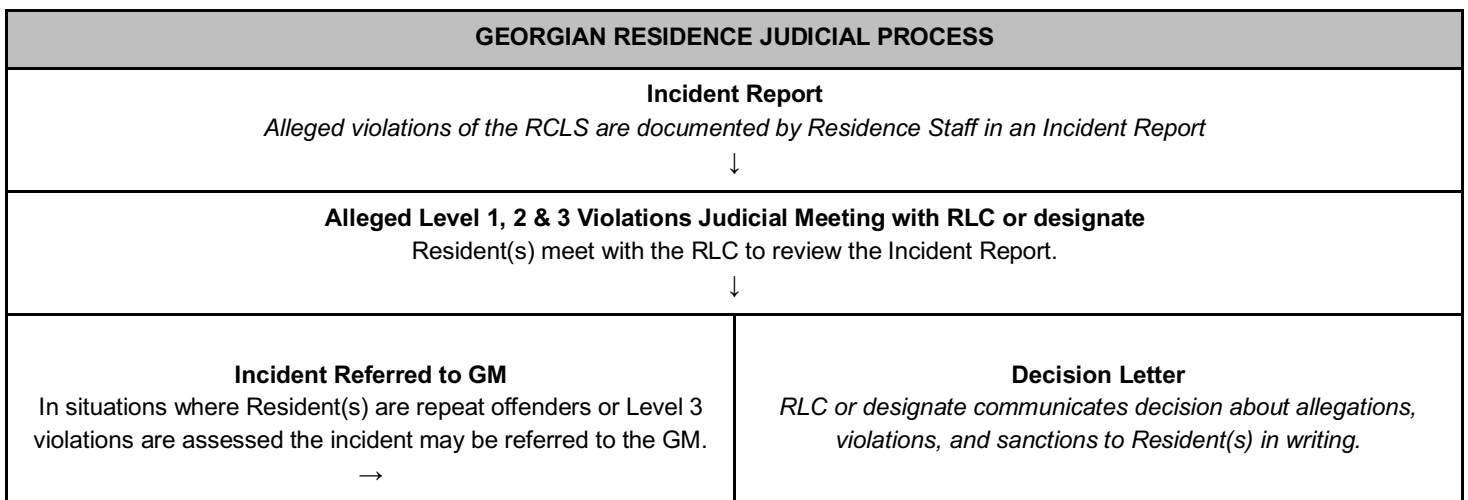 GEORGIAN RESIDENCE JUDICIAL PROCESS
Incident Report
Alleged violations of the RCLS are documented by Residence Staff in an Incident Report
↓
Alleged Level 1, 2 & 3 Violations Judicial Meeting with RLC or designate
Resident(s) meet with the RLC to review the Incident Report.
↓
Incident Referred to GM
In situations where Resident(s) are repeat offenders or Level 3
violations are assessed the incident may be referred to the GM.
→
Decision Letter
RLC or designate communicates decision about allegations,
violations, and sanctions to Resident(s) in writing.